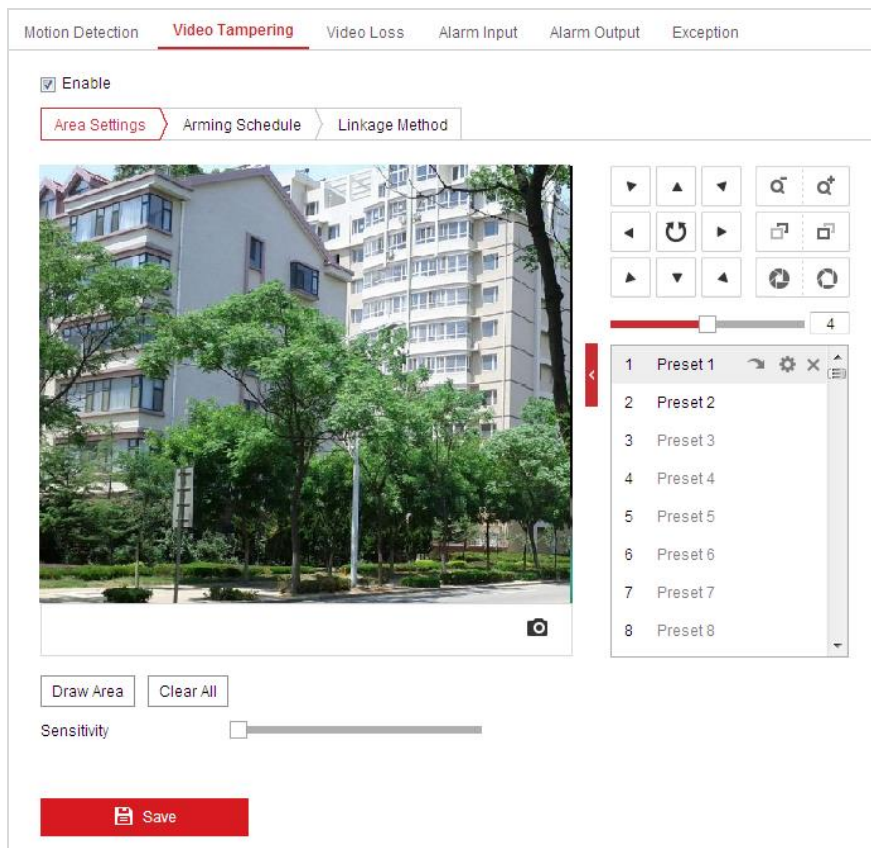 Motion Detection Video Tampering Video Loss Alarm Input Alarm Output Exception
Enable
Area Settings Arming Schedule Linkage Method
4
1 Preset 1
2 Preset 2
3 Preset 3
4 Preset 4
5 Preset 5
6 Preset 6
7 Preset 7
8 Preset 8
Draw Area Clear All
Sensitivity
Save